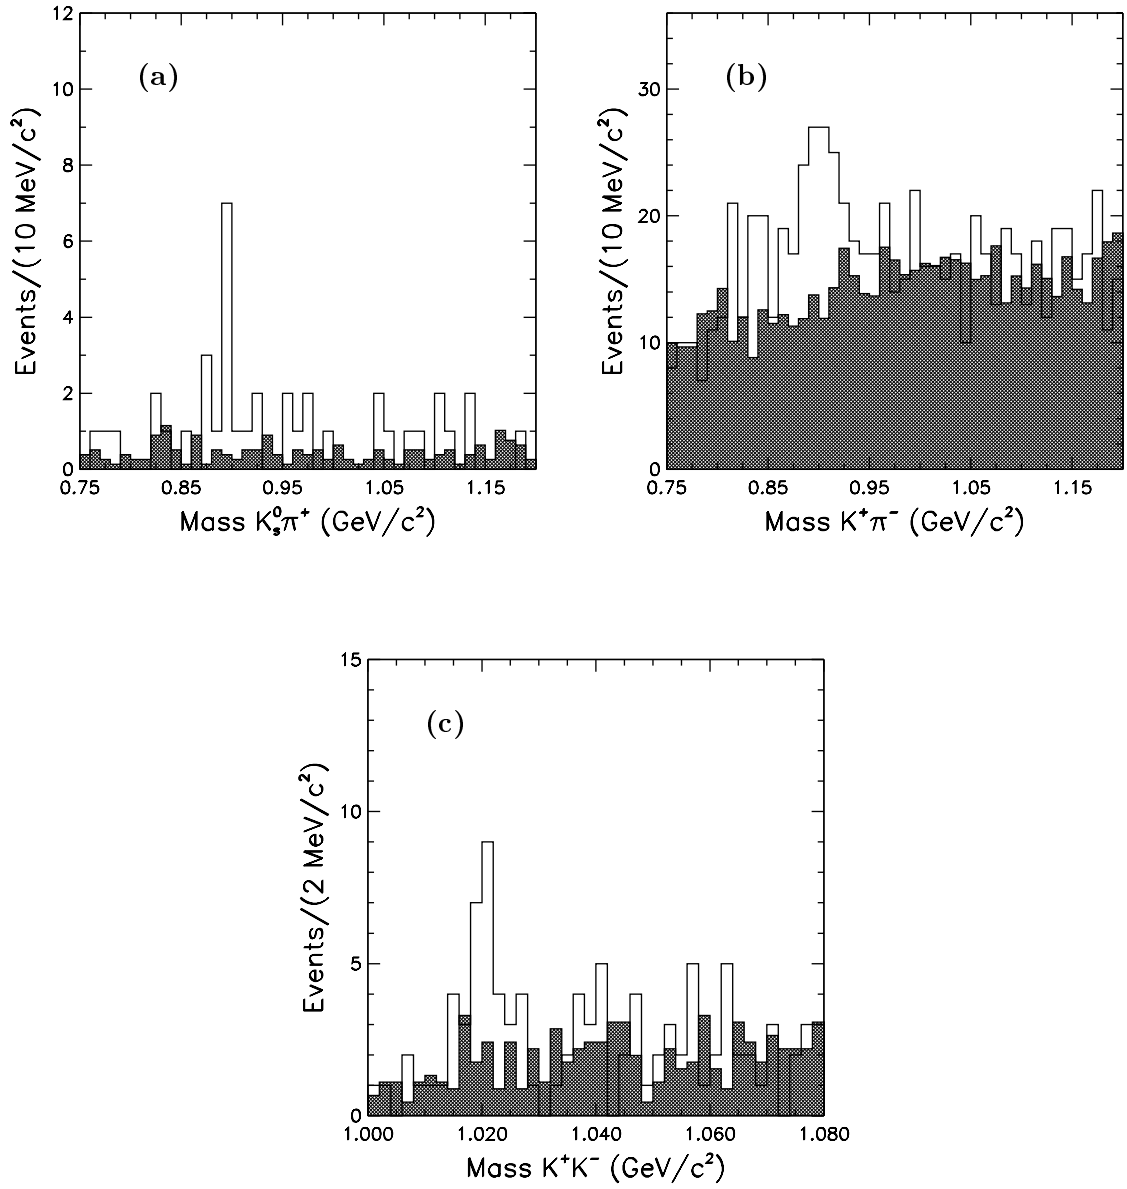 (a)
Events/(10 MeV/c²)
12
10
8
6
4
2
0
0.75 0.85 0.95 1.05 1.15
Mass K⁰ₛπ⁺ (GeV/c²)
(b)
Events/(10 MeV/c²)
30
20
10
0
0.75 0.85 0.95 1.05 1.15
Mass K⁺π⁻ (GeV/c²)
(c)
Events/(2 MeV/c²)
15
10
5
0
1.000 1.020 1.040 1.060 1.080
Mass K⁺K⁻ (GeV/c²)